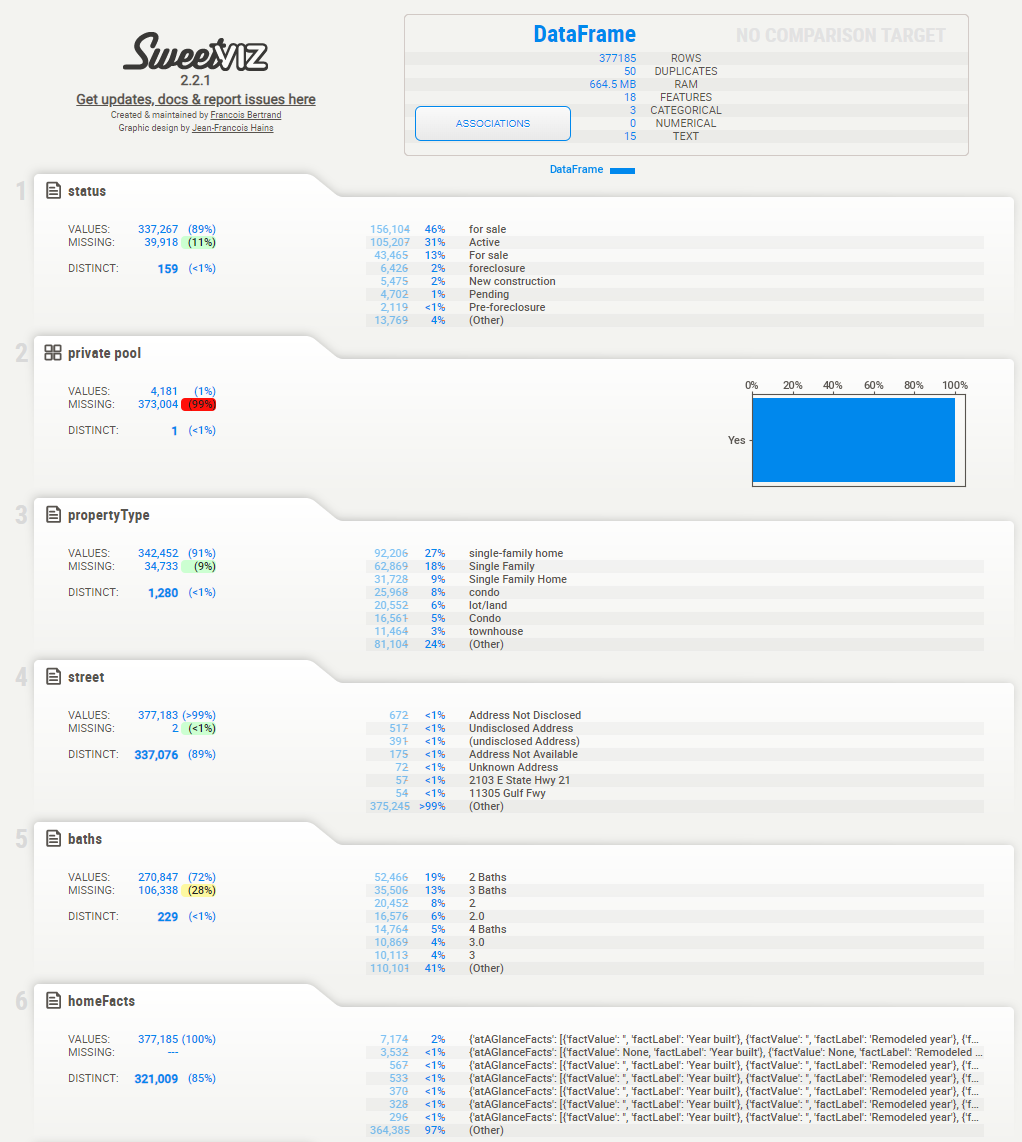 Sweetviz
2.2.1
Get updates, docs & report issues here
Created & maintained by Francois Bertrand
Graphic design by Jean-Francois Hains
DataFrame
NO COMPARISON TARGET
377185 ROWS
50 DUPLICATES
664.5 MB RAM
18 FEATURES
3 CATEGORICAL
0 NUMERICAL
15 TEXT
ASSOCIATIONS
DataFrame
1 status
VALUES: 337,267 (89%)
MISSING: 39,918 (11%)
DISTINCT: 159 (<1%)
156,104 46% for sale
105,207 31% Active
43,465 13% For sale
6,426 2% foreclosure
5,475 2% New construction
4,702 1% Pending
2,119 <1% Pre-foreclosure
13,769 4% (Other)
2 private pool
VALUES: 4,181 (1%)
MISSING: 373,004 (99%)
DISTINCT: 1 (<1%)
0% 20% 40% 60% 80% 100%
Yes
3 propertyType
VALUES: 342,452 (91%)
MISSING: 34,733 (9%)
DISTINCT: 1,280 (<1%)
92,206 27% single-family home
62,869 18% Single Family
31,728 9% Single Family Home
25,968 8% condo
20,552 6% lot/land
16,561 5% Condo
11,464 3% townhouse
81,104 24% (Other)
4 street
VALUES: 377,183 (>99%)
MISSING: 2 (<1%)
DISTINCT: 337,076 (89%)
672 <1% Address Not Disclosed
517 <1% Undisclosed Address
391 <1% (undisclosed Address)
175 <1% Address Not Available
72 <1% Unknown Address
57 <1% 2103 E State Hwy 21
54 <1% 11305 Gulf Fwy
375,245 >99% (Other)
5 baths
VALUES: 270,847 (72%)
MISSING: 106,338 (28%)
DISTINCT: 229 (<1%)
52,466 19% 2 Baths
35,506 13% 3 Baths
20,452 8% 2
16,576 6% 2.0
14,764 5% 4 Baths
10,869 4% 3.0
10,113 4% 3
110,101 41% (Other)
6 homeFacts
VALUES: 377,185 (100%)
MISSING: ---
DISTINCT: 321,009 (85%)
7,174 2% {'atAGlanceFacts': [{'factValue': '', 'factLabel': 'Year built'}, {'factValue': '', 'factLabel': 'Remodeled year'}, {'f...
3,532 <1% {'atAGlanceFacts': [{'factValue': None, 'factLabel': 'Year built'}, {'factValue': None, 'factLabel': 'Remodeled ...
567 <1% {'atAGlanceFacts': [{'factValue': '', 'factLabel': 'Year built'}, {'factValue': '', 'factLabel': 'Remodeled year'}, {'f...
533 <1% {'atAGlanceFacts': [{'factValue': '', 'factLabel': 'Year built'}, {'factValue': '', 'factLabel': 'Remodeled year'}, {'f...
370 <1% {'atAGlanceFacts': [{'factValue': '', 'factLabel': 'Year built'}, {'factValue': '', 'factLabel': 'Remodeled year'}, {'f...
328 <1% {'atAGlanceFacts': [{'factValue': '', 'factLabel': 'Year built'}, {'factValue': '', 'factLabel': 'Remodeled year'}, {'f...
296 <1% {'atAGlanceFacts': [{'factValue': '', 'factLabel': 'Year built'}, {'factValue': '', 'factLabel': 'Remodeled year'}, {'f...
364,385 97% (Other)